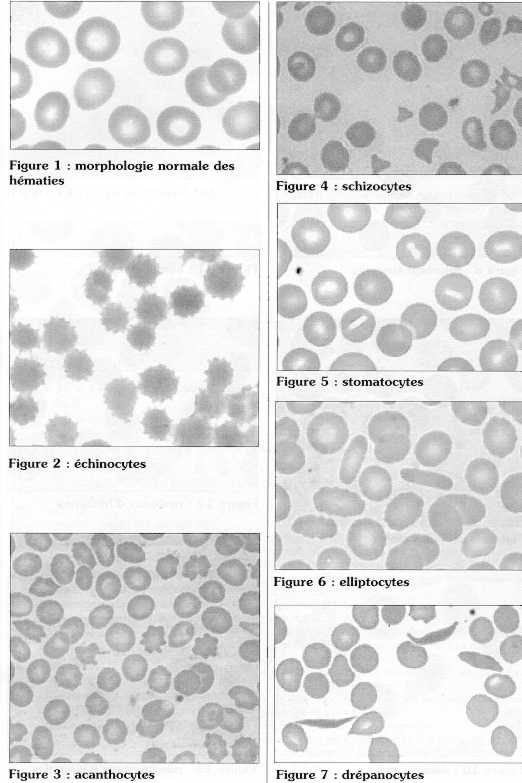 Figure 1 : morphologie normale des
hématies
Figure 2 : échinocytes
Figure 3 : acanthocytes
Figure 4 : schizocytes
Figure 5 : stomatocytes
Figure 6 : elliptocytes
Figure 7 : drépanocytes